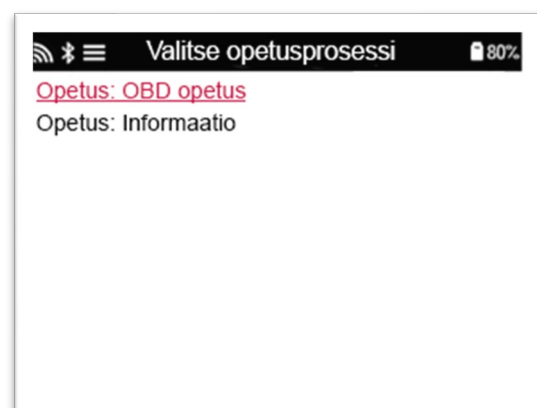 Valitse opetusprosessi 80%
Opetus: OBD opetus
Opetus: Informaatio